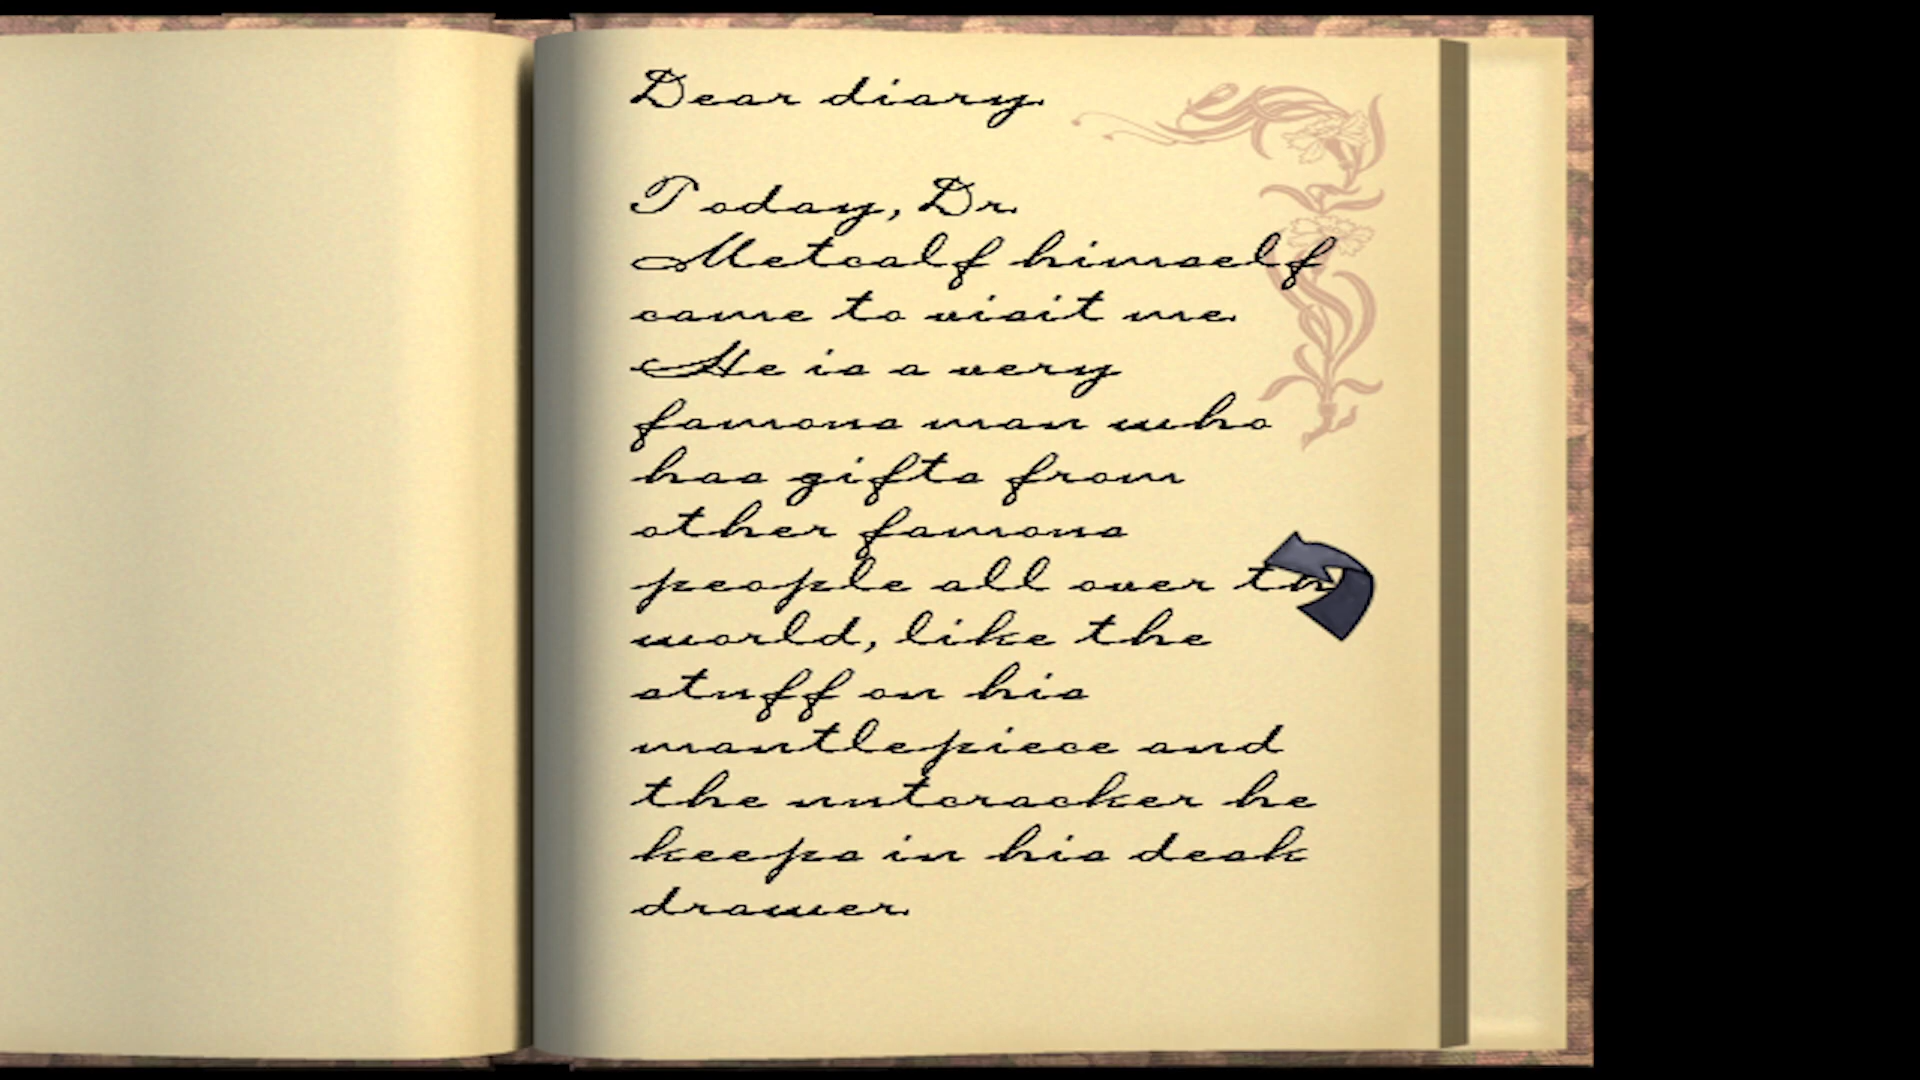 Dear diary.
Today, Dr.
Metcalf himself
came to visit me.
He is a very
famous man who
has gifts from
other famous
people all over
world, like the
stuff on his
mantlepiece and
the nutcracker he
keeps in his desk
drawer.